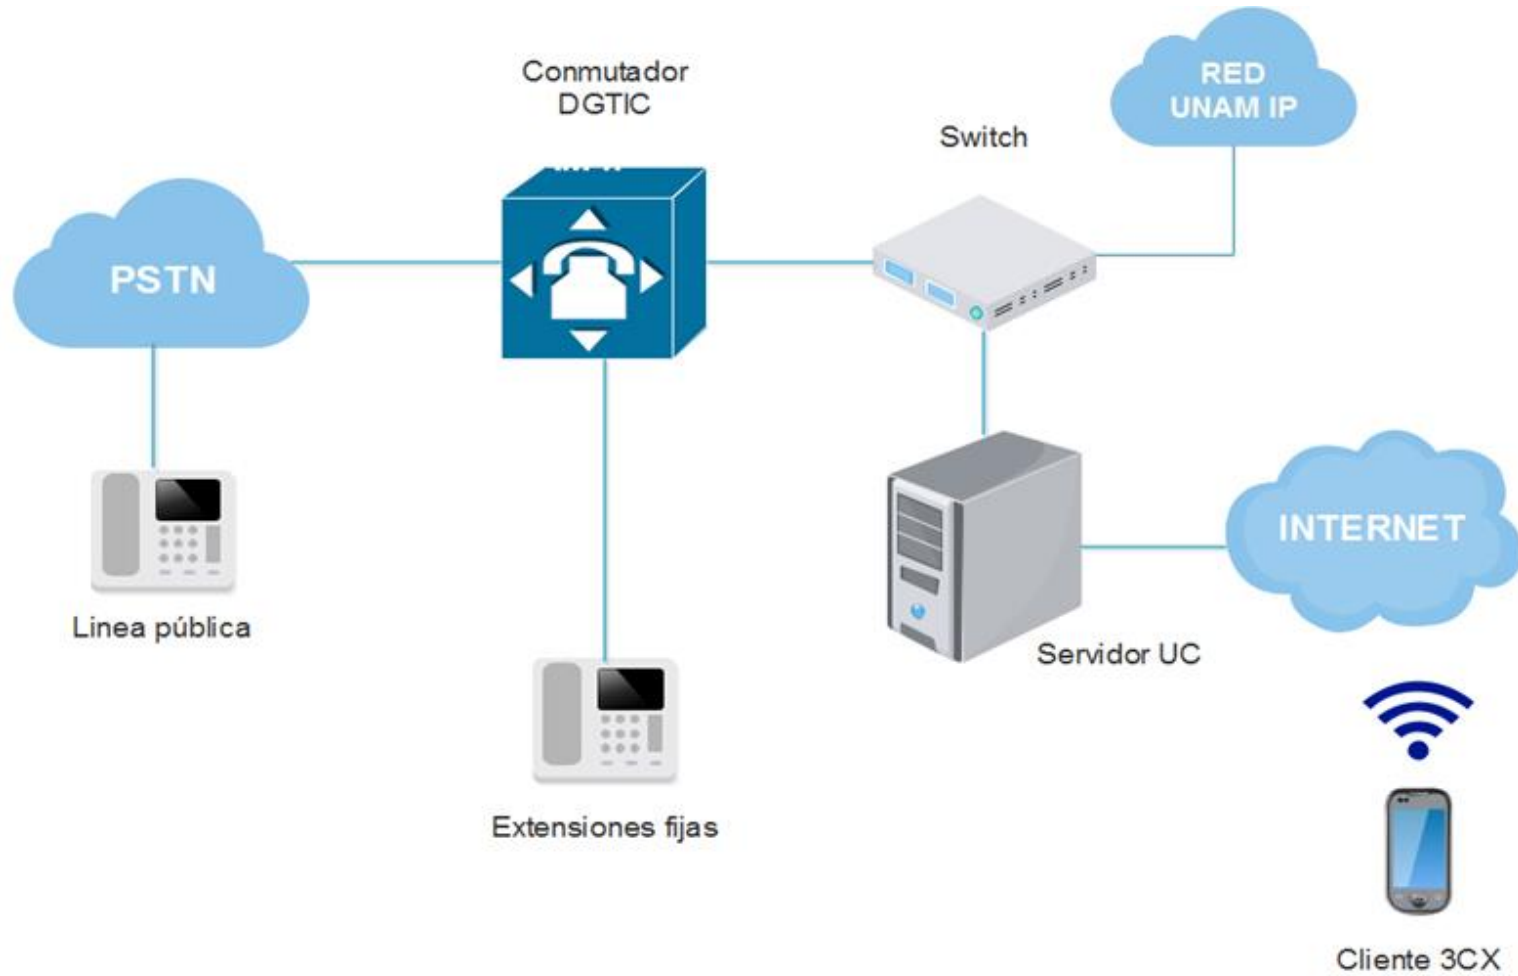 Conmutador
DGTIC
RED
UNAM IP
Switch
PSTN
INTERNET
Linea pública
Servidor UC
Extensiones fijas
Cliente 3CX